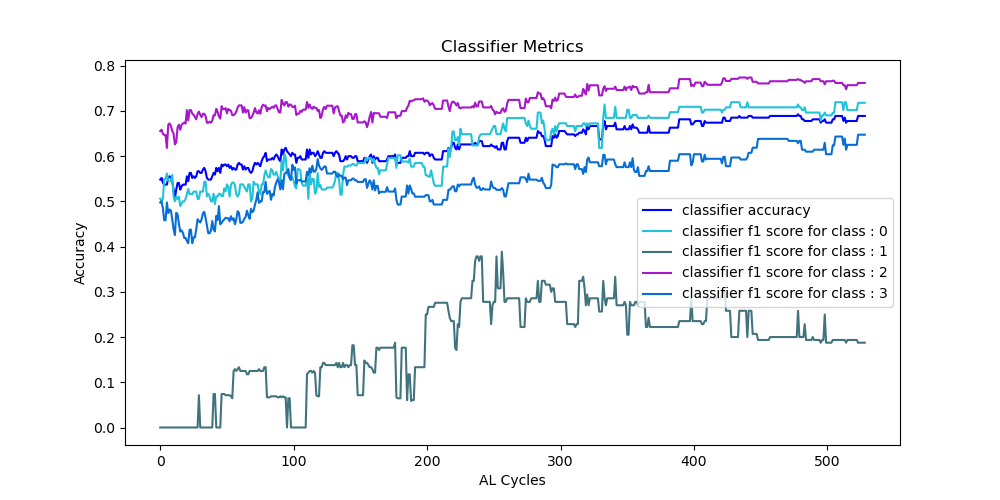 Classifier Metrics
Accuracy
0.8
0.7
0.6
0.5
0.4
0.3
0.2
0.1
0.0
classifier accuracy
classifier f1 score for class : 0
classifier f1 score for class : 1
classifier f1 score for class : 2
classifier f1 score for class : 3
0 100 200 300 400 500
AL Cycles